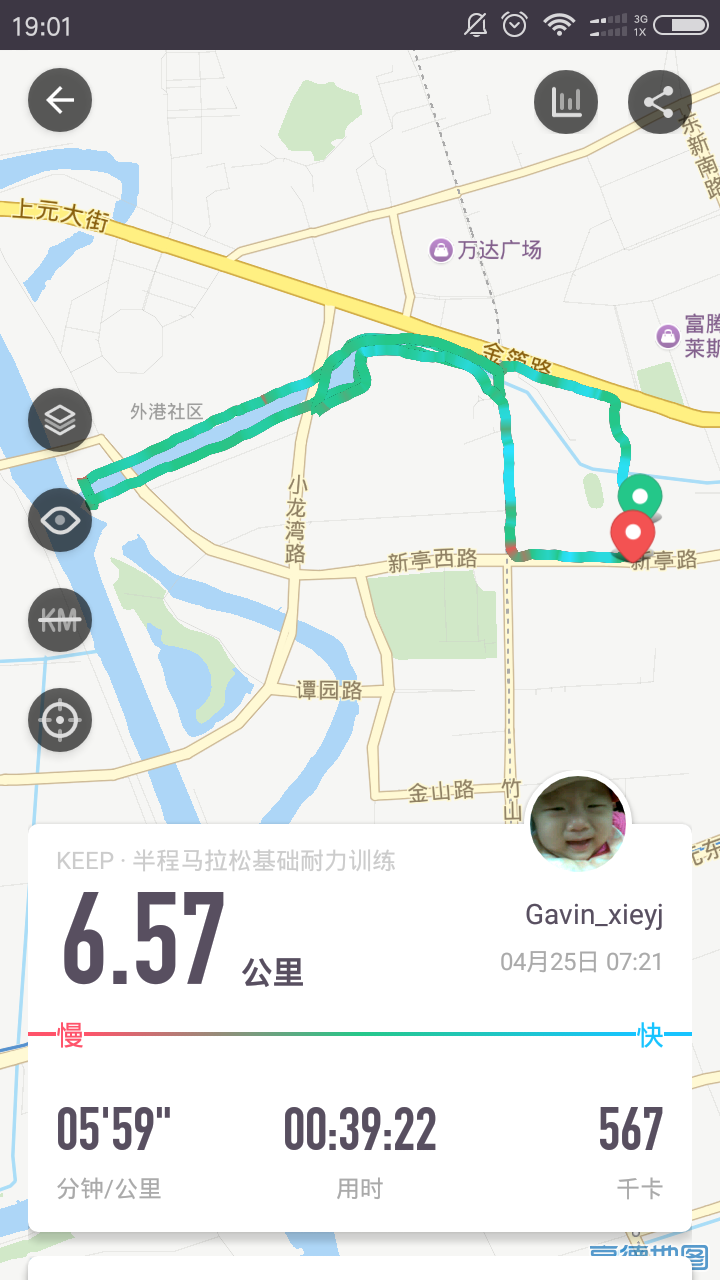 19:01
3G
1X
东新南路
上元大街
万达广场
富腾
莱斯
金箔路
外港社区
小龙湾路
新亭西路
新亭路
KM
谭园路
金山路
竹山
元东
KEEP · 半程马拉松基础耐力训练
6.57 公里
Gavin_xieyj
04月25日 07:21
慢
快
05'59"
00:39:22
567
分钟/公里
用时
千卡
高德地图